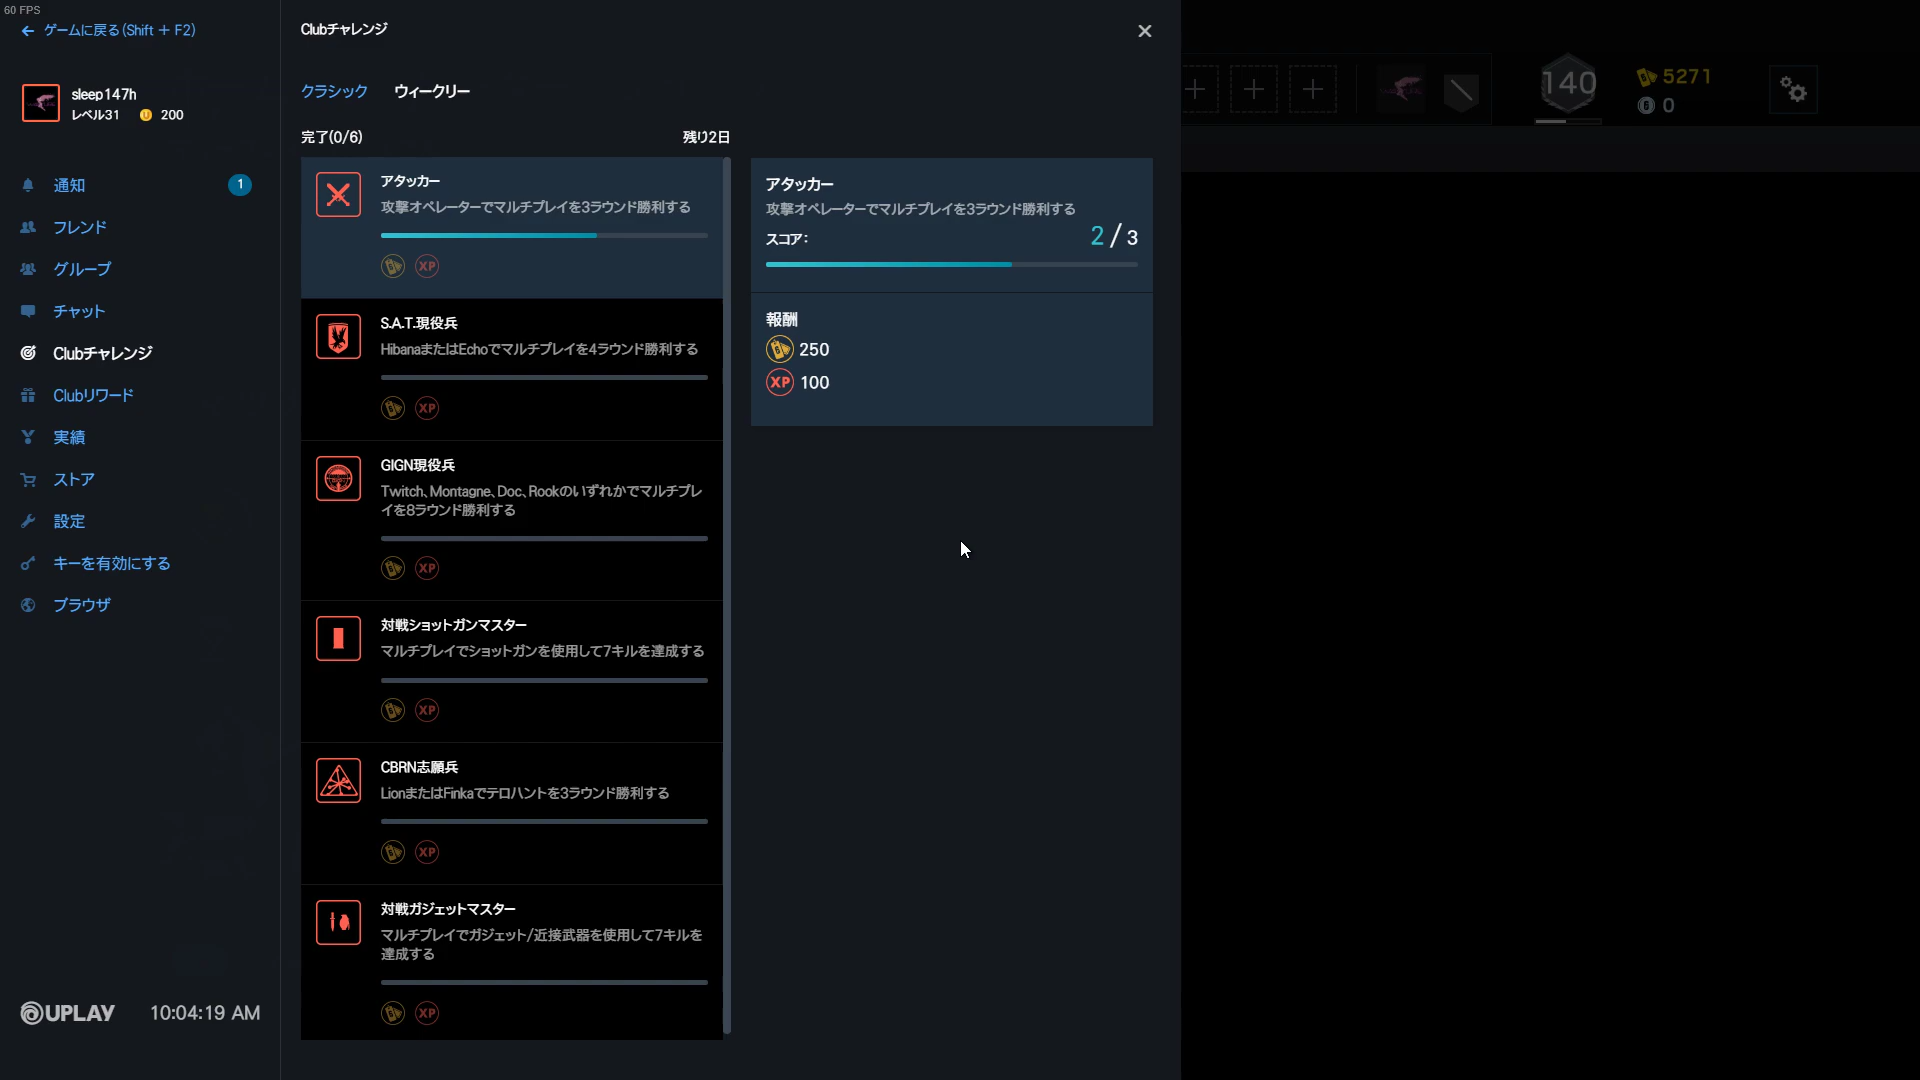 60 FPS
ゲームに戻る(Shift + F2)
sleep147h
レベル31 200
通知 1
フレンド
グループ
チャット
Clubチャレンジ
Clubリワード
実績
ストア
設定
キーを有効にする
ブラウザ
UPLAY 10:04:19 AM
Clubチャレンジ
クラシック ウィークリー
完了(0/6) 残り2日
アタッカー
攻撃オペレーターでマルチプレイを3ラウンド勝利する
XP
S.A.T.現役兵
HibanaまたはEchoでマルチプレイを4ラウンド勝利する
XP
GIGN現役兵
Twitch、Montagne、Doc、Rookのいずれかでマルチプレ
イを8ラウンド勝利する
XP
対戦ショットガンマスター
マルチプレイでショットガンを使用して7キルを達成する
XP
CBRN志願兵
LionまたはFinkaでテロハントを3ラウンド勝利する
XP
対戦ガジェットマスター
マルチプレイでガジェット/近接武器を使用して7キルを
達成する
XP
アタッカー
攻撃オペレーターでマルチプレイを3ラウンド勝利する
スコア: 2/3
報酬
250
XP 100
140
5271
0